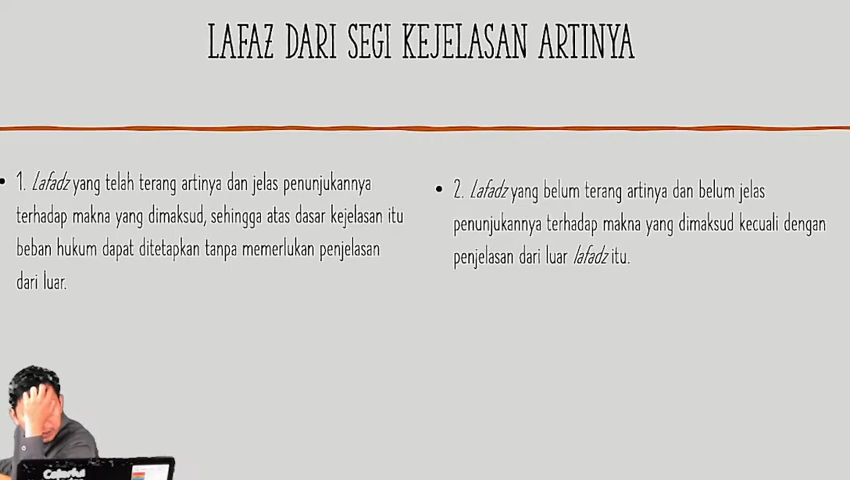 LAFAZ DARI SEGI KEJELASAN ARTINYA
• 1. Lafadz yang telah terang artinya dan jelas penunjukannya
terhadap makna yang dimaksud, sehingga atas dasar kejelasan itu
beban hukum dapat ditetapkan tanpa memerlukan penjelasan
dari luar.
• 2. Lafadz yang belum terang artinya dan belum jelas
penunjukannya terhadap makna yang dimaksud kecuali dengan
penjelasan dari luar lafadz itu.
Colorful